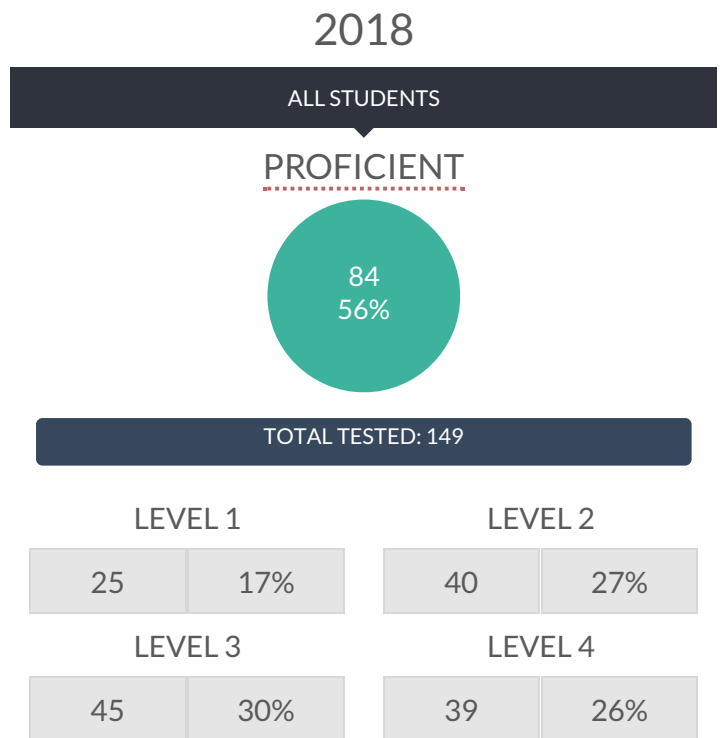 2018
ALL STUDENTS
PROFICIENT
84
56%
TOTAL TESTED: 149
LEVEL 1 LEVEL 2
25 17% 40 27%
LEVEL 3 LEVEL 4
45 30% 39 26%